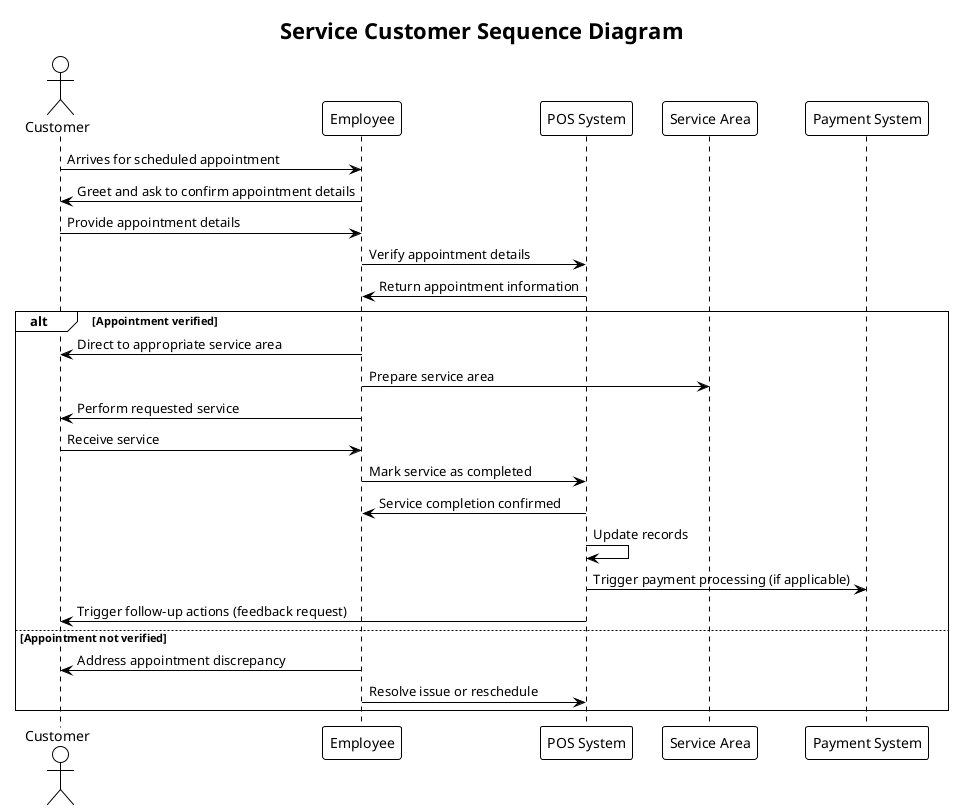 Service Customer Sequence Diagram
Customer
Employee
POS System
Service Area
Payment System
Arrives for scheduled appointment
Greet and ask to confirm appointment details
Provide appointment details
Verify appointment details
Return appointment information
alt
[Appointment verified]
Direct to appropriate service area
Prepare service area
Perform requested service
Receive service
Mark service as completed
Service completion confirmed
Update records
Trigger payment processing (if applicable)
Trigger follow-up actions (feedback request)
[Appointment not verified]
Address appointment discrepancy
Resolve issue or reschedule
Customer
Employee
POS System
Service Area
Payment System